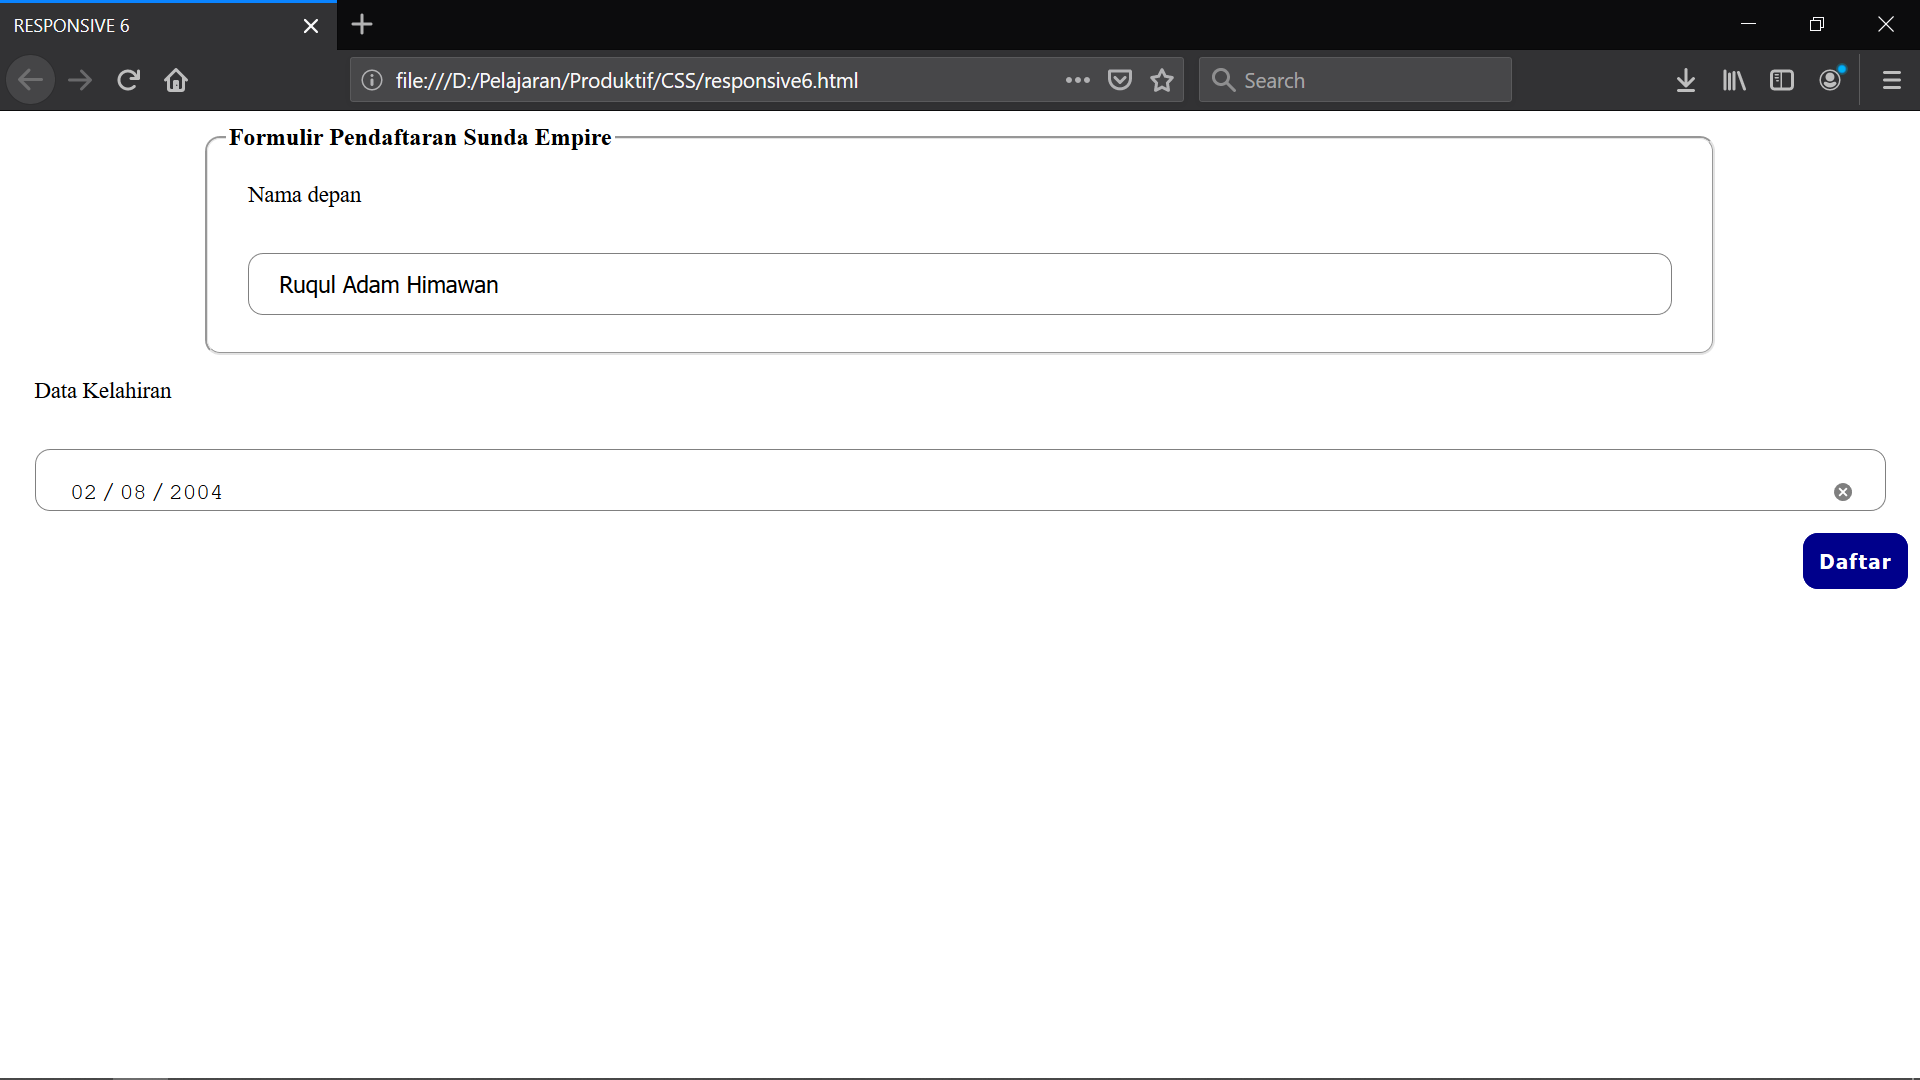 RESPONSIVE 6
file:///D:/Pelajaran/Produktif/CSS/responsive6.html
Search
Formulir Pendaftaran Sunda Empire
Nama depan
Ruqul Adam Himawan
Data Kelahiran
02 / 08 / 2004
Daftar